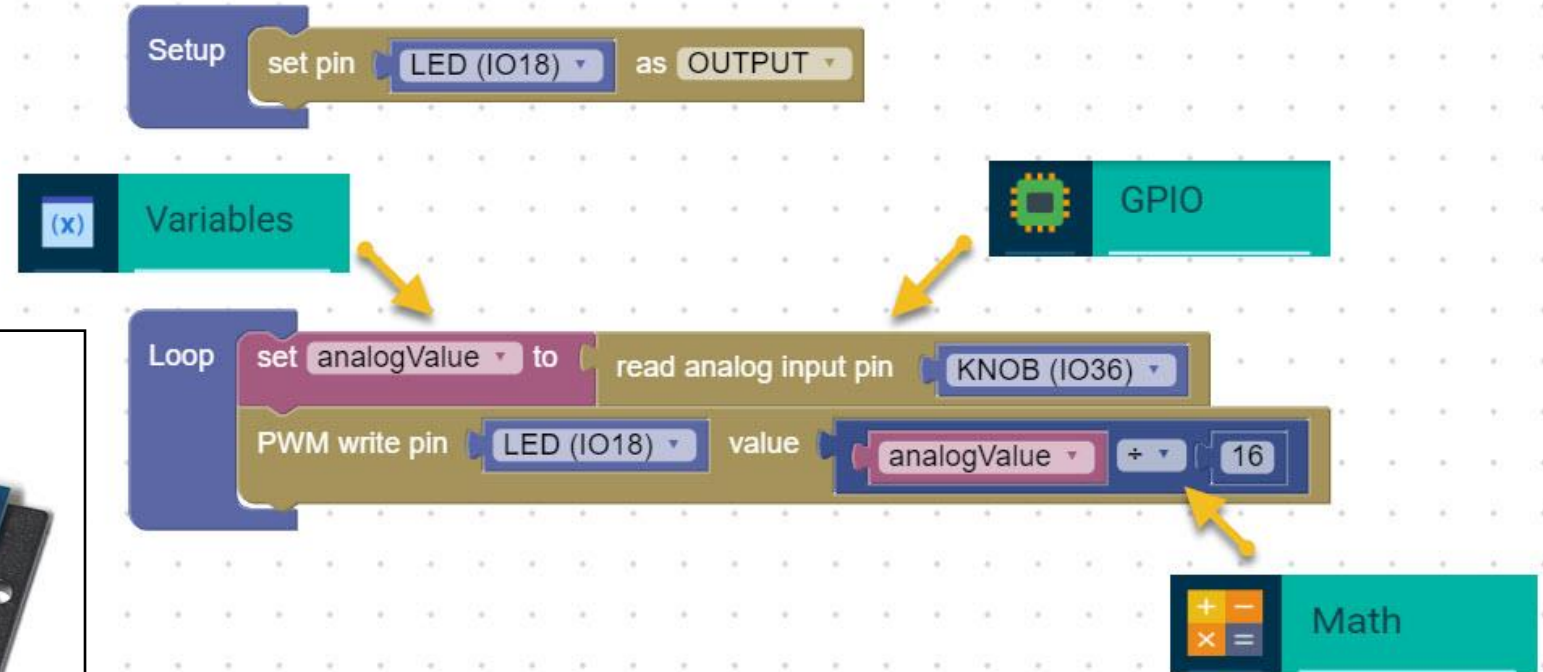 Setup set pin LED (IO18) as OUTPUT
(x) Variables
GPIO
Loop set analogValue to read analog input pin KNOB (IO36)
PWM write pin LED (IO18) value analogValue ÷ 16
Math